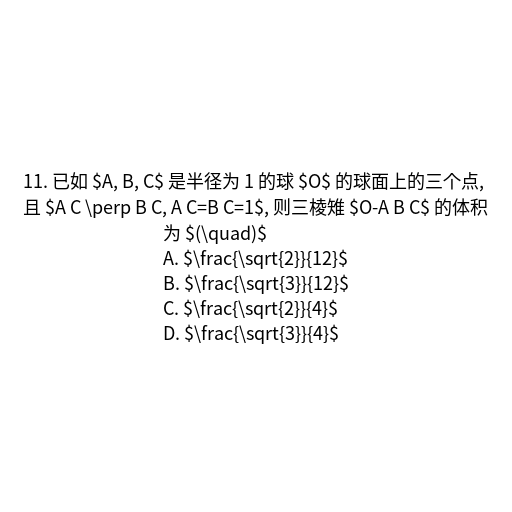 11. 已如 $A, B, C$ 是半径为 1 的球 $O$ 的球面上的三个点,
且 $A C \perp B C, A C=B C=1$, 则三棱雉 $O-A B C$ 的体积
为 $(\quad)$
A. $\frac{\sqrt{2}}{12}$
B. $\frac{\sqrt{3}}{12}$
C. $\frac{\sqrt{2}}{4}$
D. $\frac{\sqrt{3}}{4}$